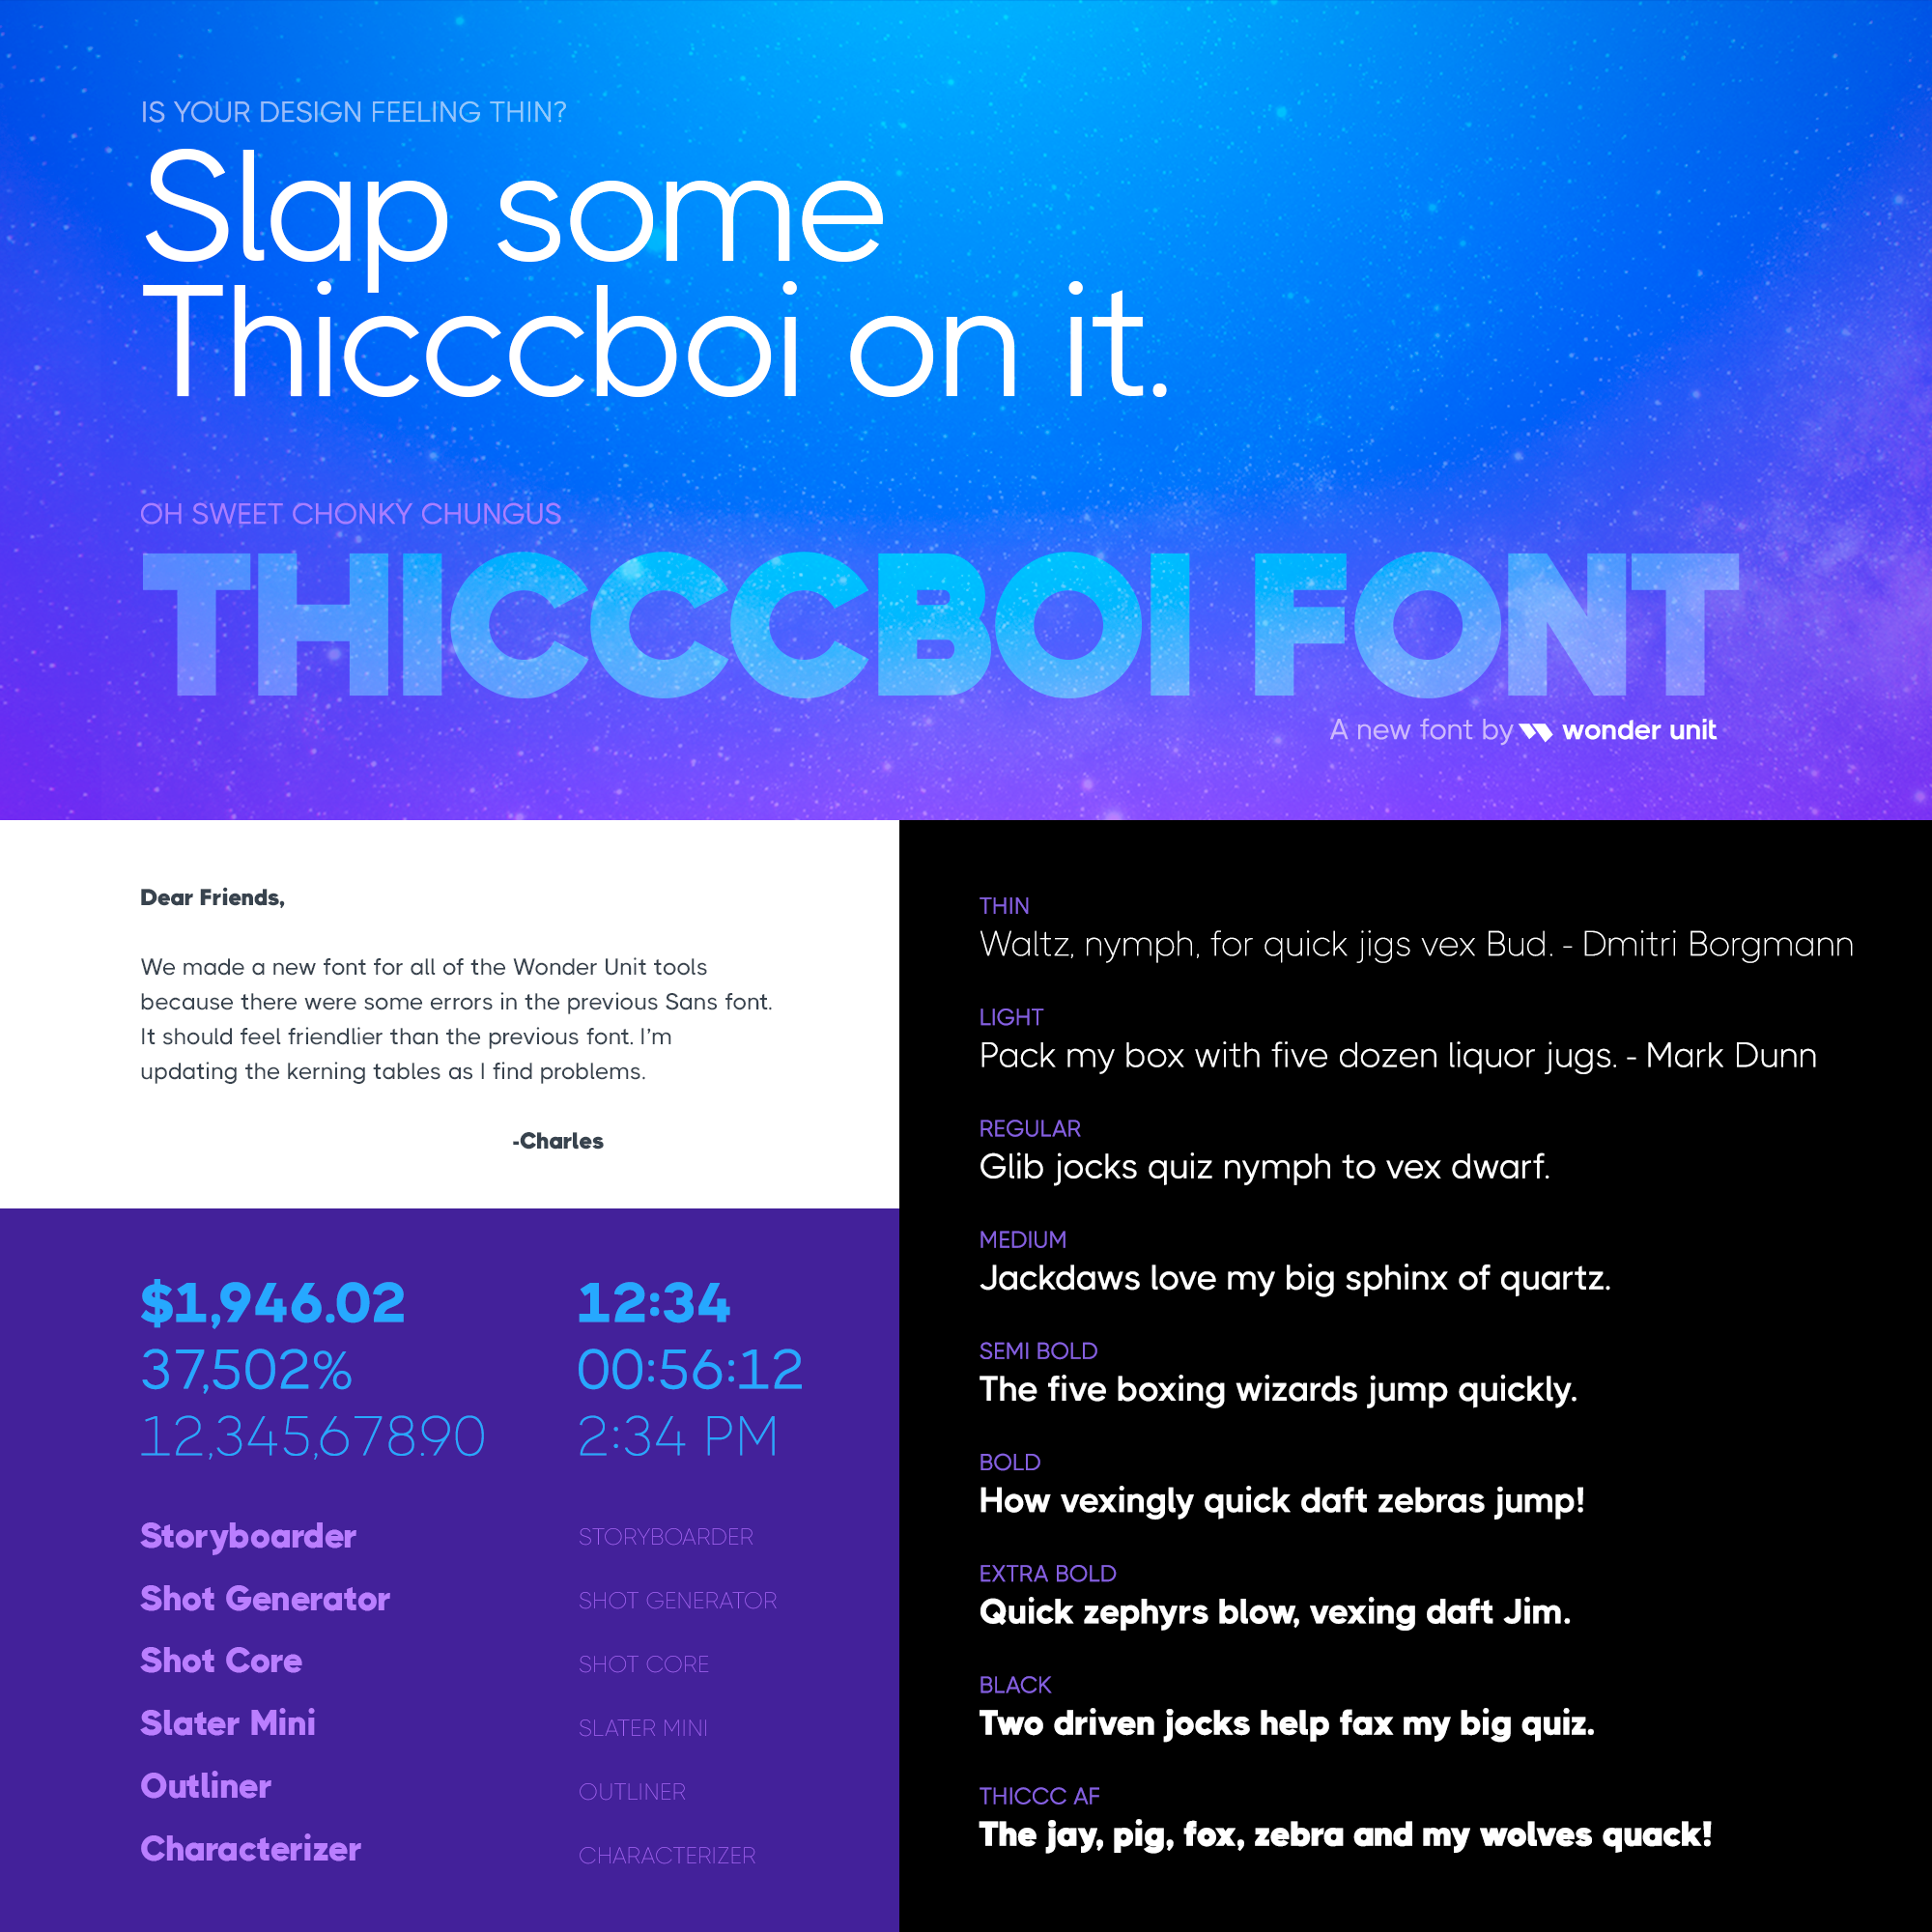 IS YOUR DESIGN FEELING THIN?
Slap some
Thicccboi on it.
OH SWEET CHONKY CHUNGUS
THICCCBOI FONT
A new font by wonder unit
Dear Friends,
We made a new font for all of the Wonder Unit tools
because there were some errors in the previous Sans font.
It should feel friendlier than the previous font. I’m
updating the kerning tables as I find problems.
-Charles
$1,946.02
37,502%
12,345,678.90
12:34
00:56:12
2:34 PM
Storyboarder
Shot Generator
Shot Core
Slater Mini
Outliner
Characterizer
STORYBOARDER
SHOT GENERATOR
SHOT CORE
SLATER MINI
OUTLINER
CHARACTERIZER
THIN
Waltz, nymph, for quick jigs vex Bud. - Dmitri Borgmann
LIGHT
Pack my box with five dozen liquor jugs. - Mark Dunn
REGULAR
Glib jocks quiz nymph to vex dwarf.
MEDIUM
Jackdaws love my big sphinx of quartz.
SEMI BOLD
The five boxing wizards jump quickly.
BOLD
How vexingly quick daft zebras jump!
EXTRA BOLD
Quick zephyrs blow, vexing daft Jim.
BLACK
Two driven jocks help fax my big quiz.
THICCC AF
The jay, pig, fox, zebra and my wolves quack!